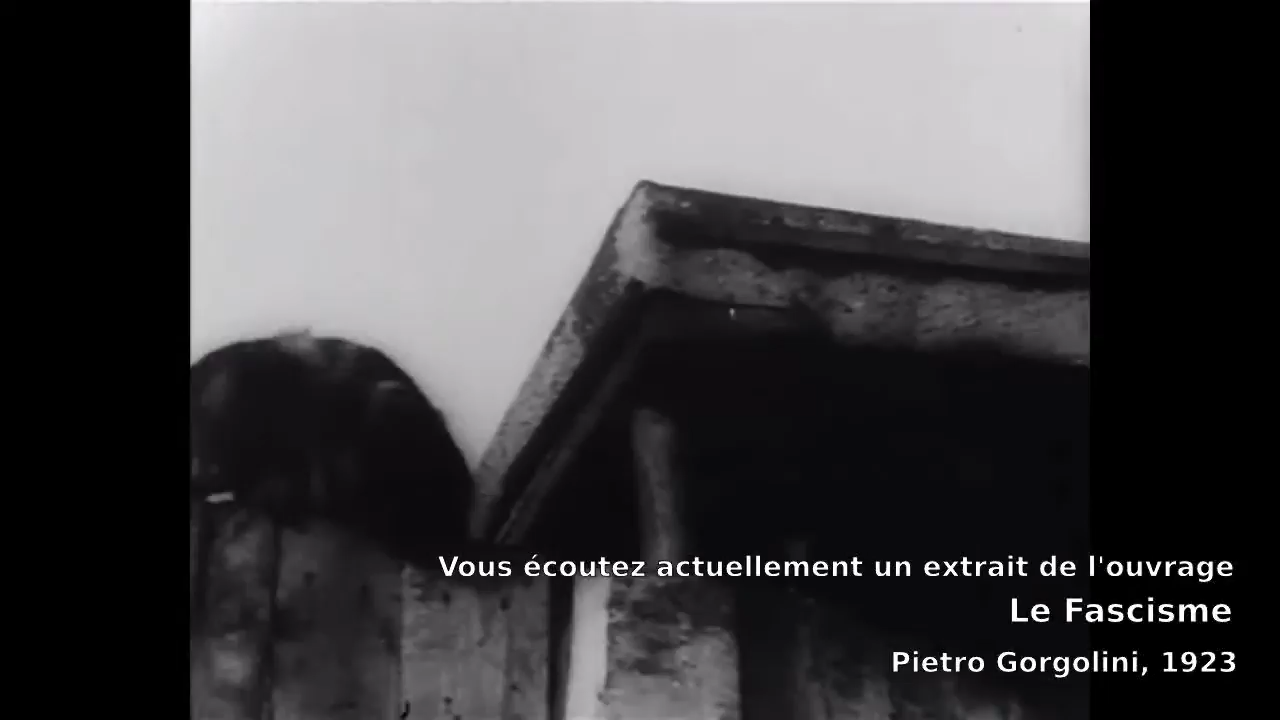 Vous écoutez actuellement un extrait de l'ouvrage
Le Fascisme
Pietro Gorgolini, 1923